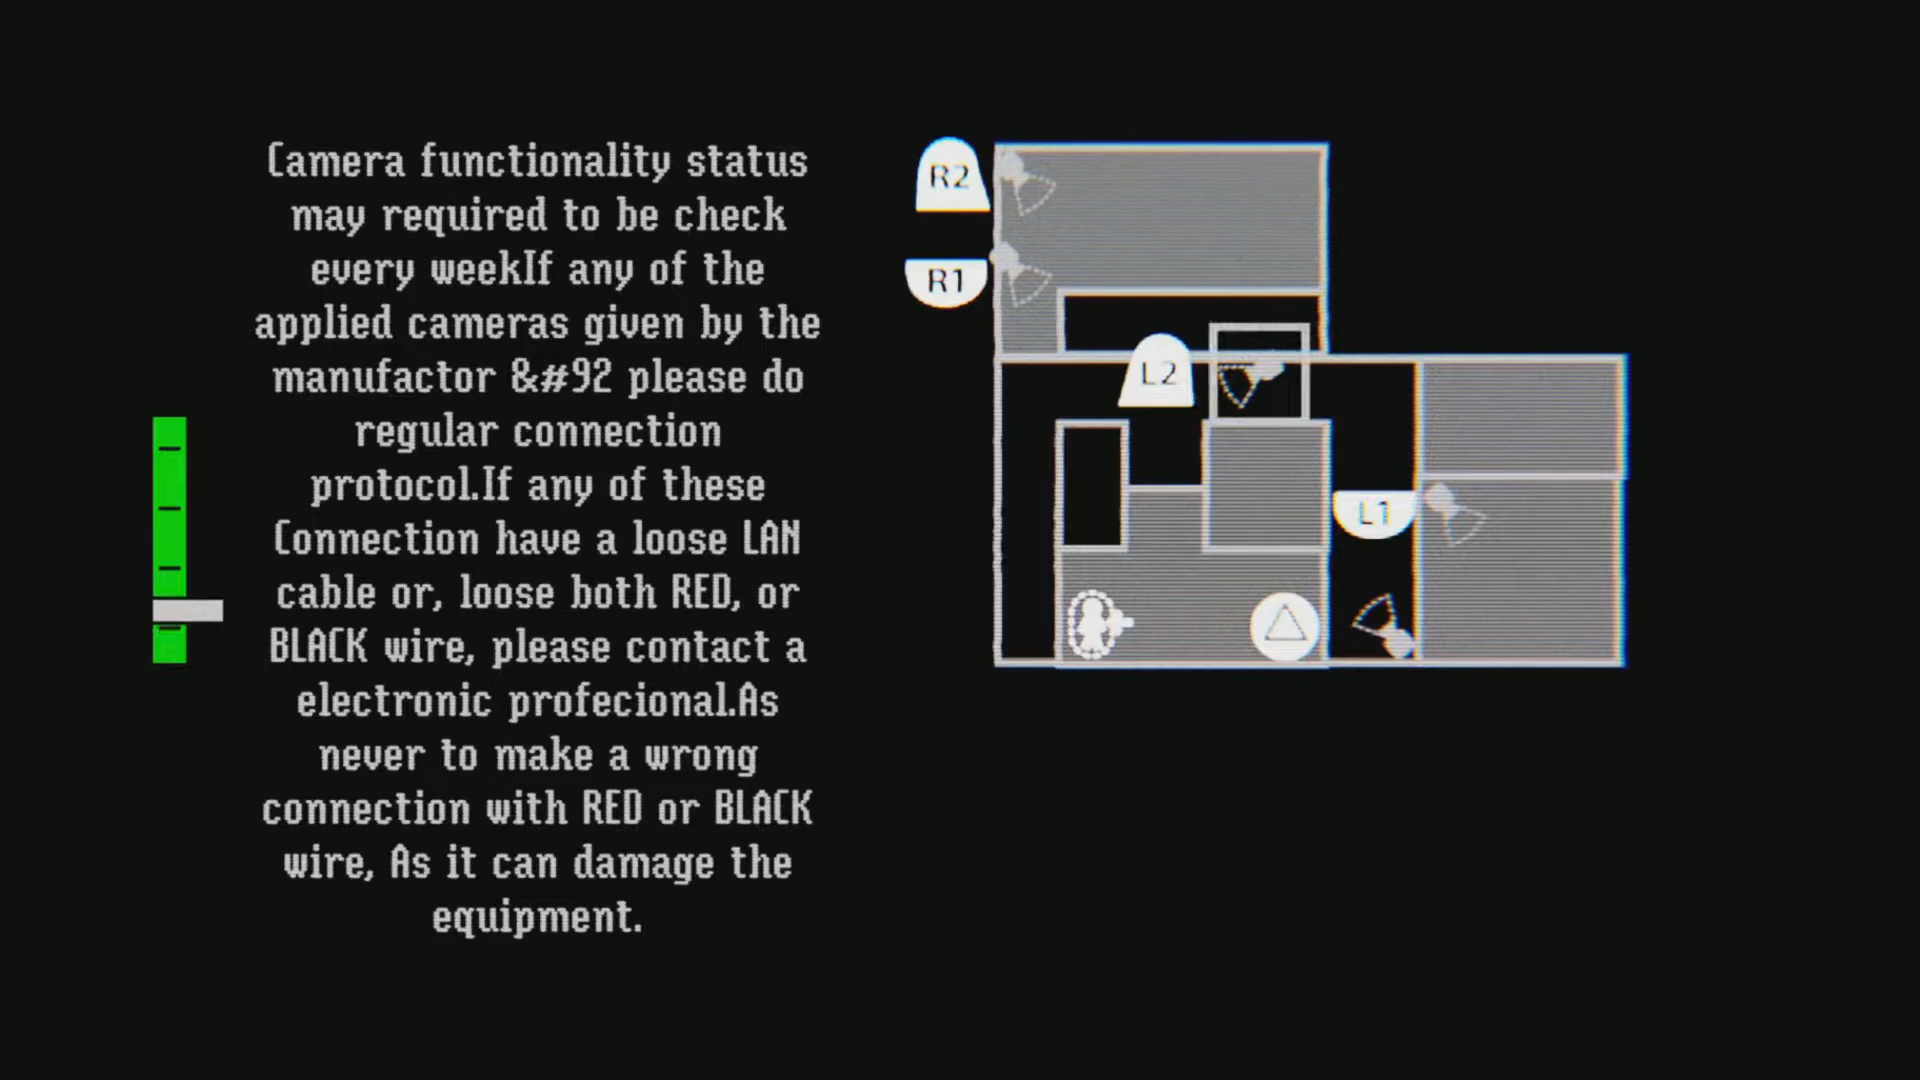 Camera functionality status
may required to be check
every weekIf any of the
applied cameras given by the
manufactor &#92 please do
regular connection
protocol.If any of these
Connection have a loose LAN
cable or, loose both RED, or
BLACK wire, please contact a
electronic profecional.As
never to make a wrong
connection with RED or BLACK
wire, As it can damage the
equipment.
R2
R1
L2
L1